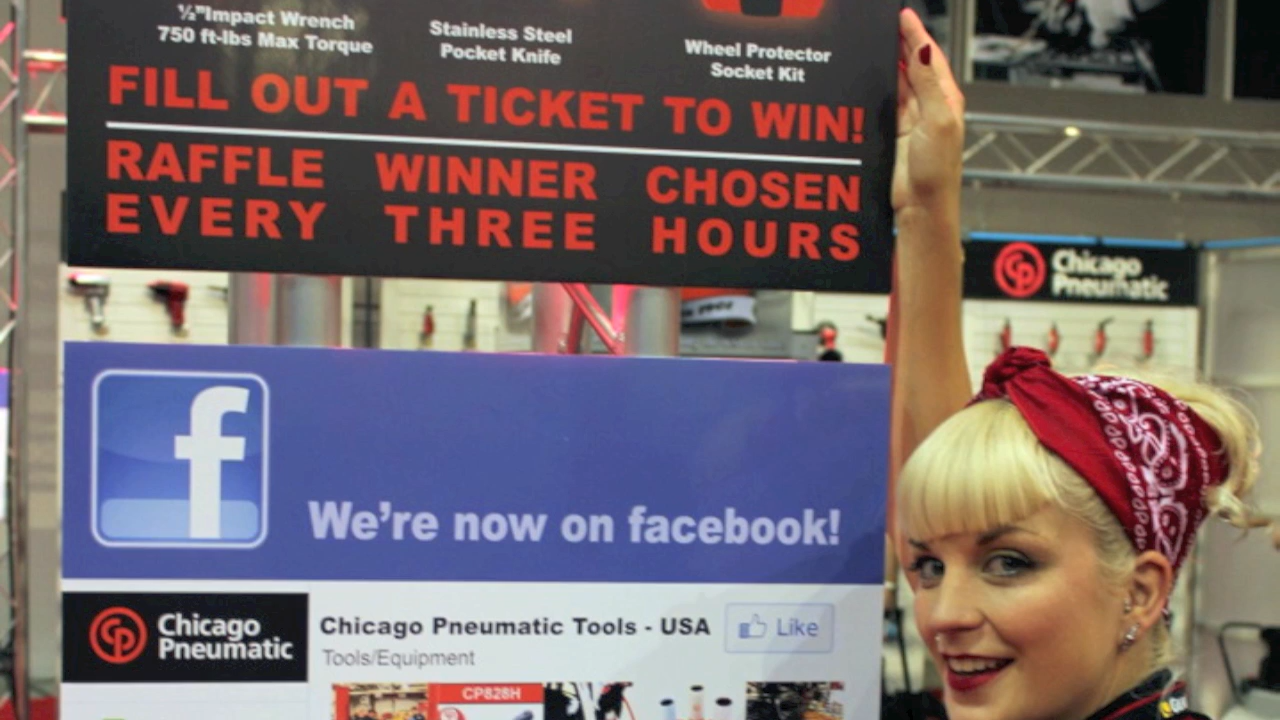 ½"Impact Wrench
750 ft-lbs Max Torque
Stainless Steel
Pocket Knife
Wheel Protector
Socket Kit
FILL OUT A TICKET TO WIN!
RAFFLE WINNER CHOSEN
EVERY THREE HOURS
CP Chicago
Pneumatic
f
We're now on facebook!
CP Chicago
Pneumatic
Chicago Pneumatic Tools - USA
Like
Tools/Equipment
CP828H